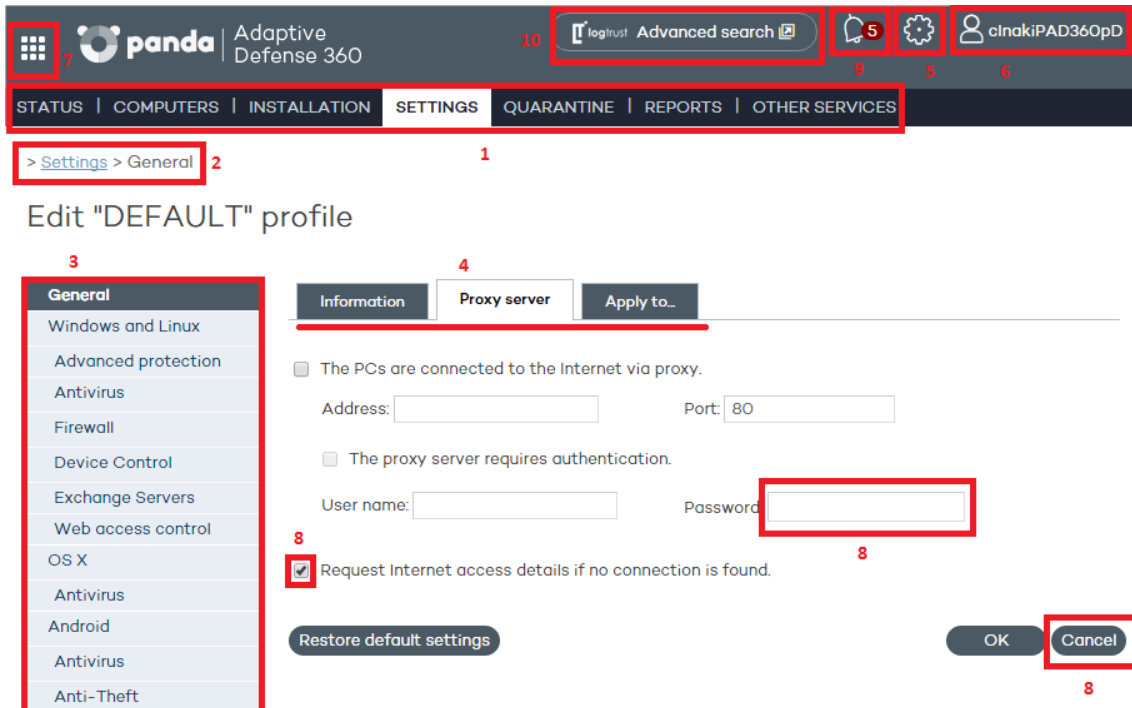 7
panda
Adaptive
Defense 360
10
logtrust Advanced search
5
9
5
clnakiPAD360pD
6
STATUS | COMPUTERS | INSTALLATION SETTINGS QUARANTINE | REPORTS | OTHER SERVICES
1
> Settings > General 2
Edit "DEFAULT" profile
3
General
Windows and Linux
Advanced protection
Antivirus
Firewall
Device Control
Exchange Servers
Web access control
OS X
Antivirus
Android
Antivirus
Anti-Theft
4
Information Proxy server Apply to...
The PCs are connected to the Internet via proxy.
Address: Port: 80
The proxy server requires authentication.
User name: Password
8
8
Request Internet access details if no connection is found.
Restore default settings OK Cancel
8